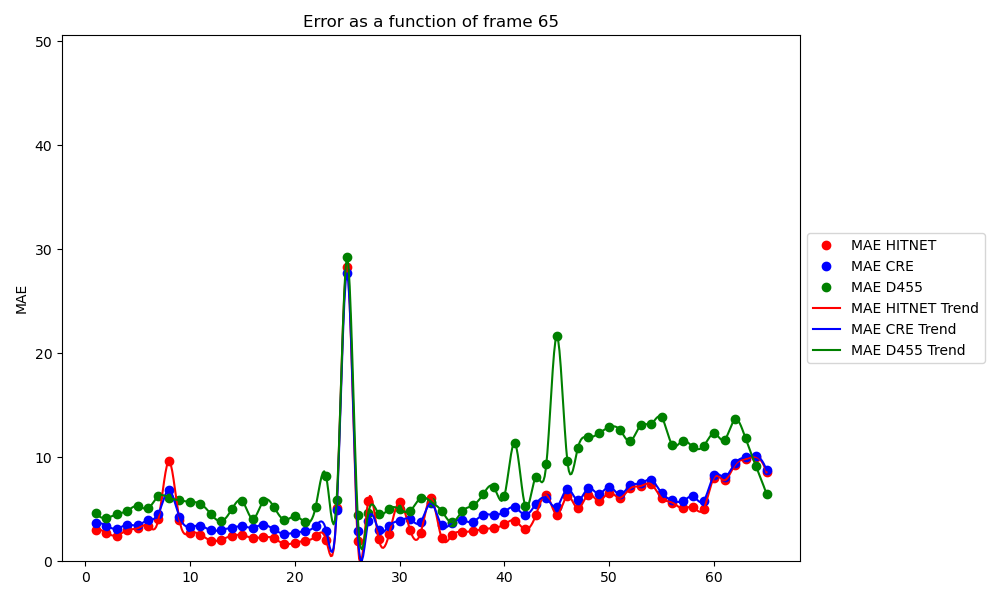 Error as a function of frame 65
MAE
50
40
30
20
10
0
0 10 20 30 40 50 60
MAE HITNET
MAE CRE
MAE D455
MAE HITNET Trend
MAE CRE Trend
MAE D455 Trend